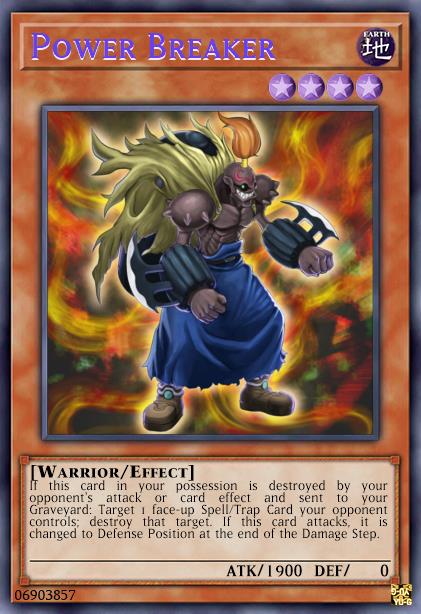 Power Breaker
EARTH
地
[Warrior/Effect]
If this card in your possession is destroyed by your
opponent's attack or card effect and sent to your
Graveyard: Target 1 face-up Spell/Trap Card your opponent
controls; destroy that target. If this card attacks, it is
changed to Defense Position at the end of the Damage Step.
ATK/1900 DEF/ 0
06903857